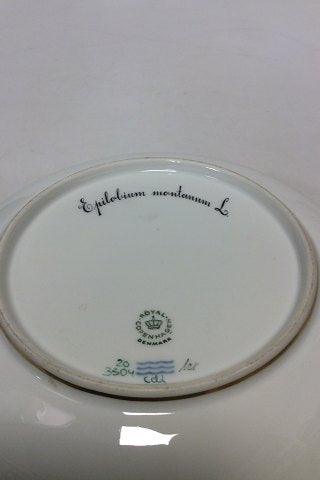 Epilobium montanum L
ROYAL
COPENHAGEN
DENMARK
20
3504